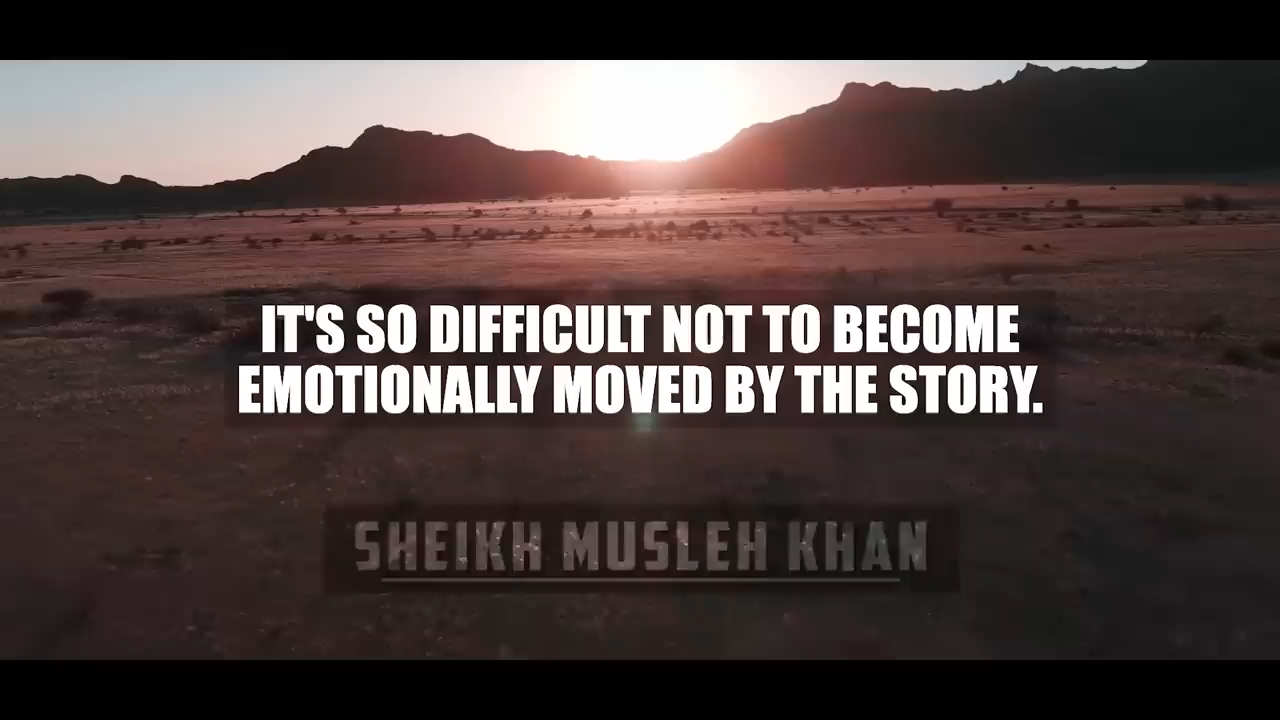 IT'S SO DIFFICULT NOT TO BECOME
EMOTIONALLY MOVED BY THE STORY.
SHEIKH MUSLEH KHAN